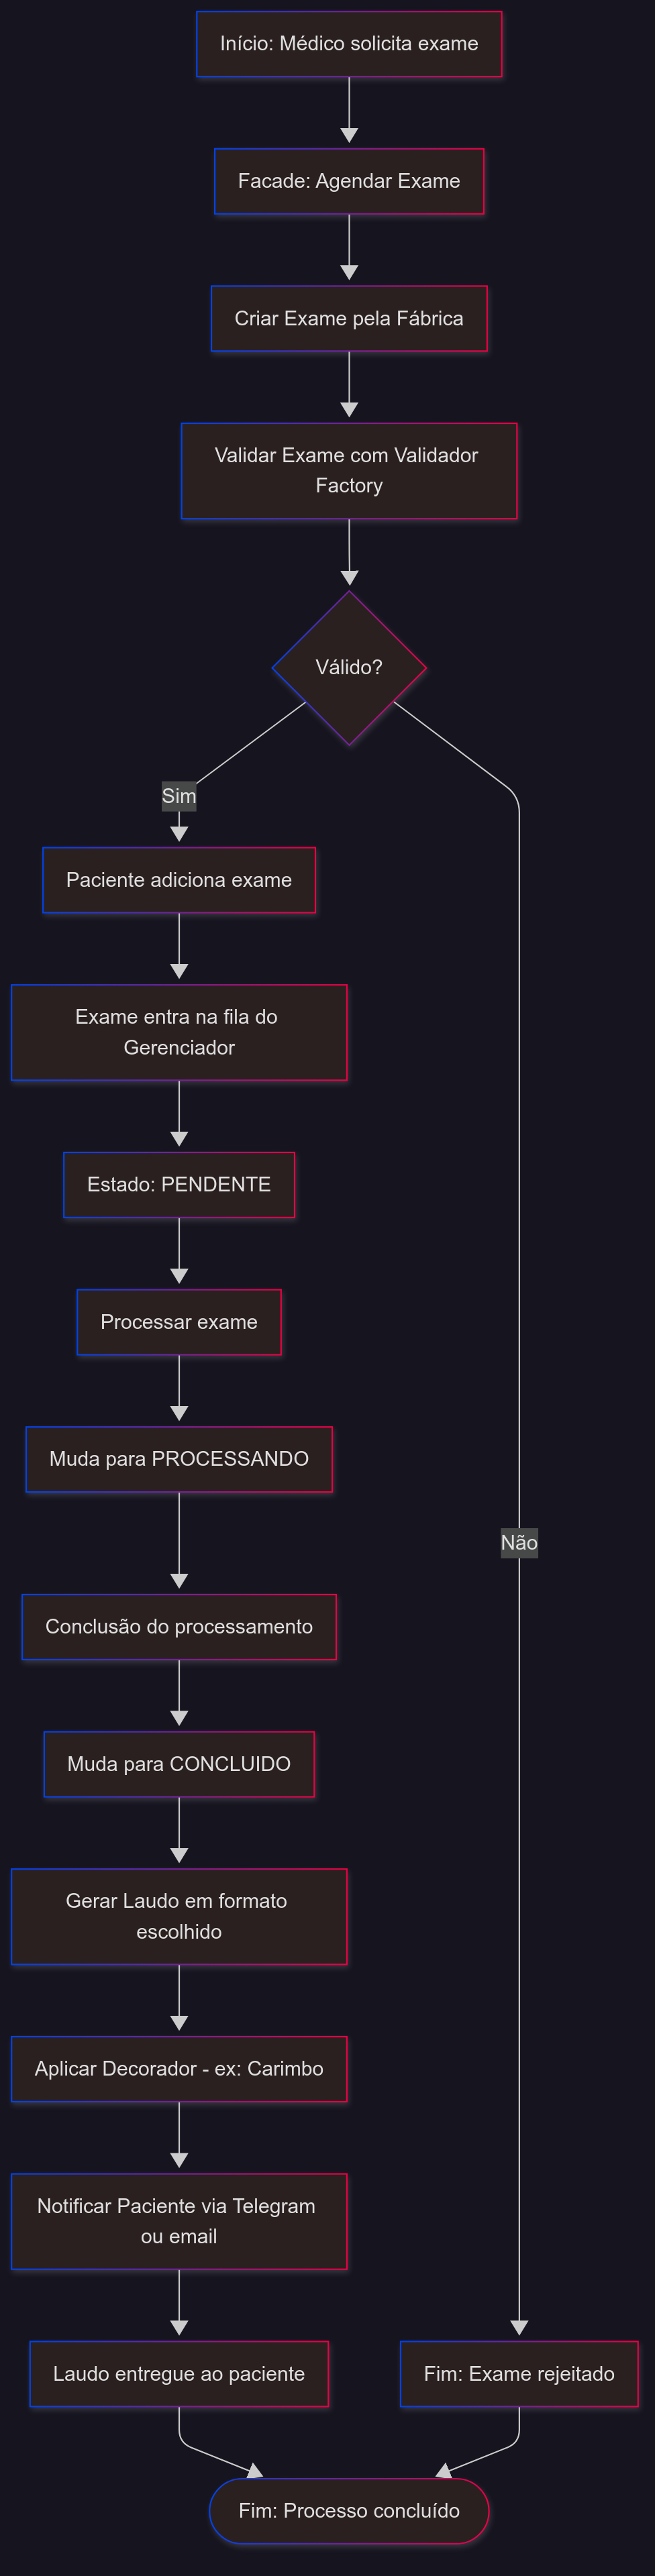 Início: Médico solicita exame
Facade: Agendar Exame
Criar Exame pela Fábrica
Validar Exame com Validador
Factory
Válido?
Sim
Paciente adiciona exame
Exame entra na fila do
Gerenciador
Estado: PENDENTE
Processar exame
Muda para PROCESSANDO
Não
Conclusão do processamento
Muda para CONCLUIDO
Gerar Laudo em formato
escolhido
Aplicar Decorador - ex: Carimbo
Notificar Paciente via Telegram
ou email
Laudo entregue ao paciente
Fim: Exame rejeitado
Fim: Processo concluído